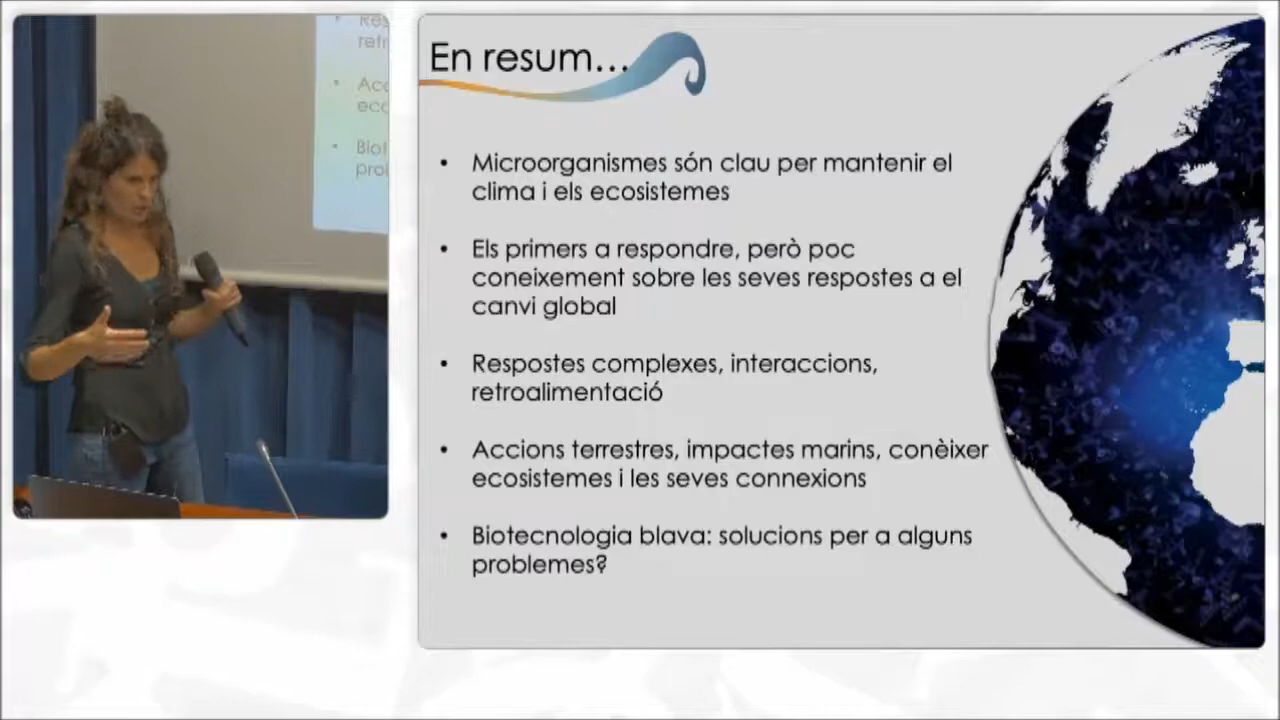 En resum...
• Microorganismes són clau per mantenir el
clima i els ecosistemes
• Els primers a respondre, però poc
coneixement sobre les seves respostes a el
canvi global
• Respostes complexes, interaccions,
retroalimentació
• Accions terrestres, impactes marins, conèixer
ecosistemes i les seves connexions
• Biotecnologia blava: solucions per a alguns
problemes?